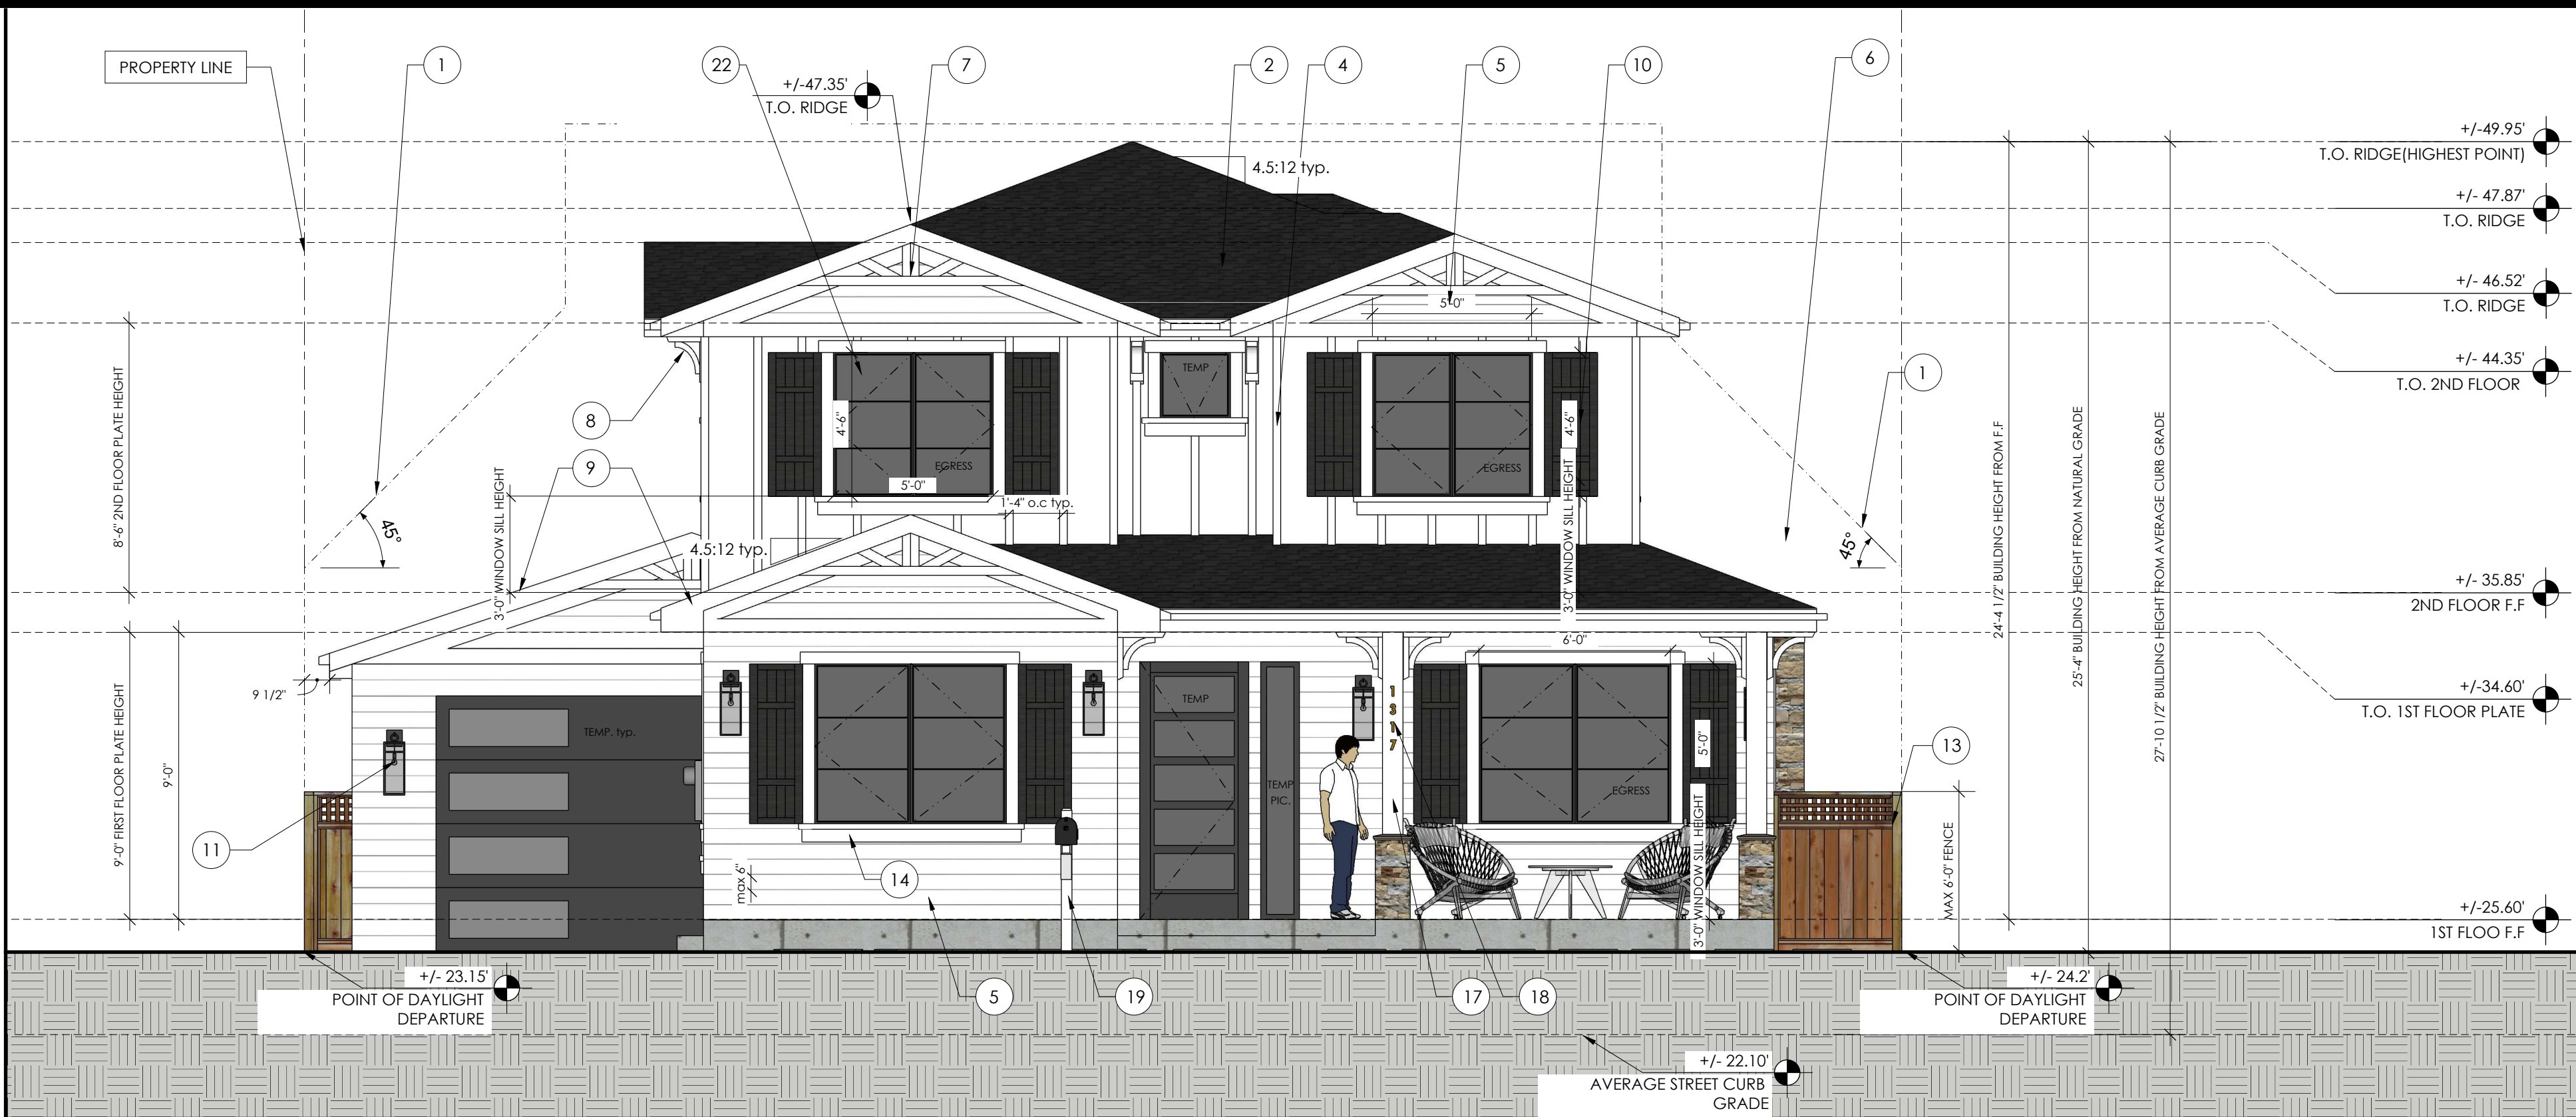 PROPERTY LINE
1
22
7
2
4
5
10
6
+/-47.35'
T.O. RIDGE
4.5:12 typ.
+/-49.95'
T.O. RIDGE(HIGHEST POINT)
+/- 47.87'
T.O. RIDGE
+/- 46.52'
T.O. RIDGE
+/- 44.35'
T.O. 2ND FLOOR
5'-0"
TEMP
1
8
9
8'-6" 2ND FLOOR PLATE HEIGHT
45°
3'-0" WINDOW SILL HEIGHT
4'-6"
EGRESS
5'-0"
1'-4" o.c typ.
4.5:12 typ.
4'-6"
EGRESS
3'-0" WINDOW SILL HEIGHT
45°
24'-4 1/2" BUILDING HEIGHT FROM F.F
25'-4" BUILDING HEIGHT FROM NATURAL GRADE
27'-10 1/2" BUILDING HEIGHT FROM AVERAGE CURB GRADE
+/- 35.85'
2ND FLOOR F.F
+/-34.60'
T.O. 1ST FLOOR PLATE
9'-0" FIRST FLOOR PLATE HEIGHT
9'-0"
9 1/2"
TEMP. typ.
11
14
max 6"
TEMP
TEMP
PIC.
1
3
1
7
6'-0"
EGRESS
5'-0"
3'-0" WINDOW SILL HEIGHT
13
MAX 6'-0" FENCE
+/-25.60'
1ST FLOO F.F
+/- 23.15'
POINT OF DAYLIGHT
DEPARTURE
5
19
17
18
+/- 24.2'
POINT OF DAYLIGHT
DEPARTURE
+/- 22.10'
AVERAGE STREET CURB
GRADE